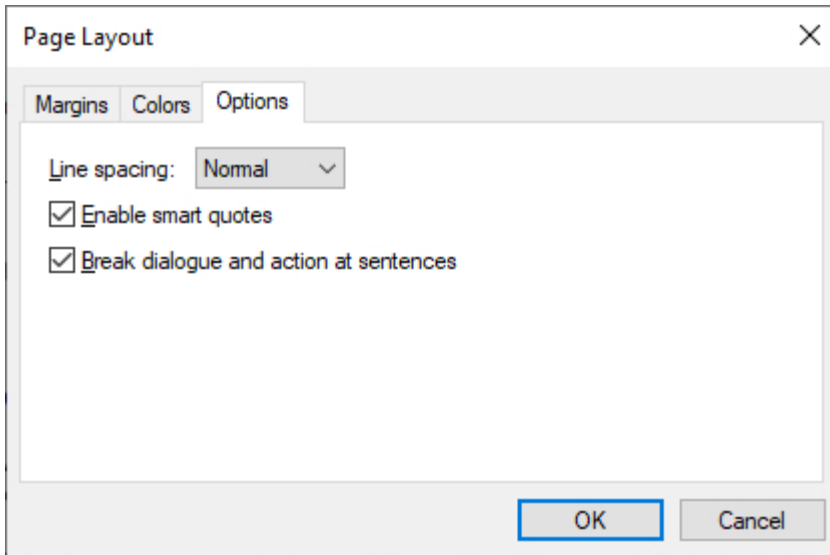 Page Layout
Margins Colors Options
Line spacing: Normal
Enable smart quotes
Break dialogue and action at sentences
OK Cancel